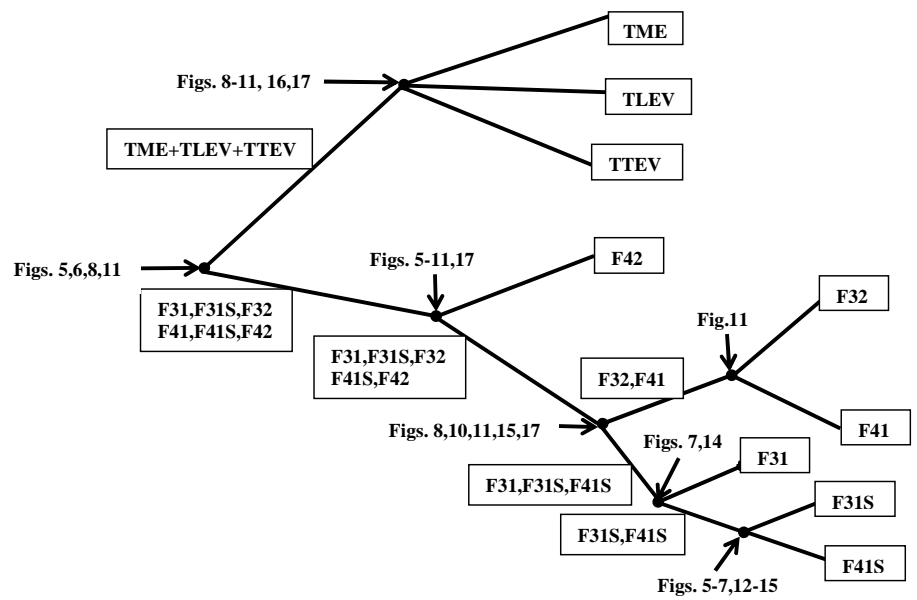 TME
Figs. 8-11, 16,17
TLEV
TME+TLEV+TTEV
TTEV
Figs. 5,6,8,11
Figs. 5-11,17
F42
F31,F31S,F32
F41,F41S,F42
F32
Fig.11
F31,F31S,F32
F41S,F42
F32,F41
F41
Figs. 8,10,11,15,17
Figs. 7,14
F31
F31,F31S,F41S
F31S
F31S,F41S
F41S
Figs. 5-7,12-15